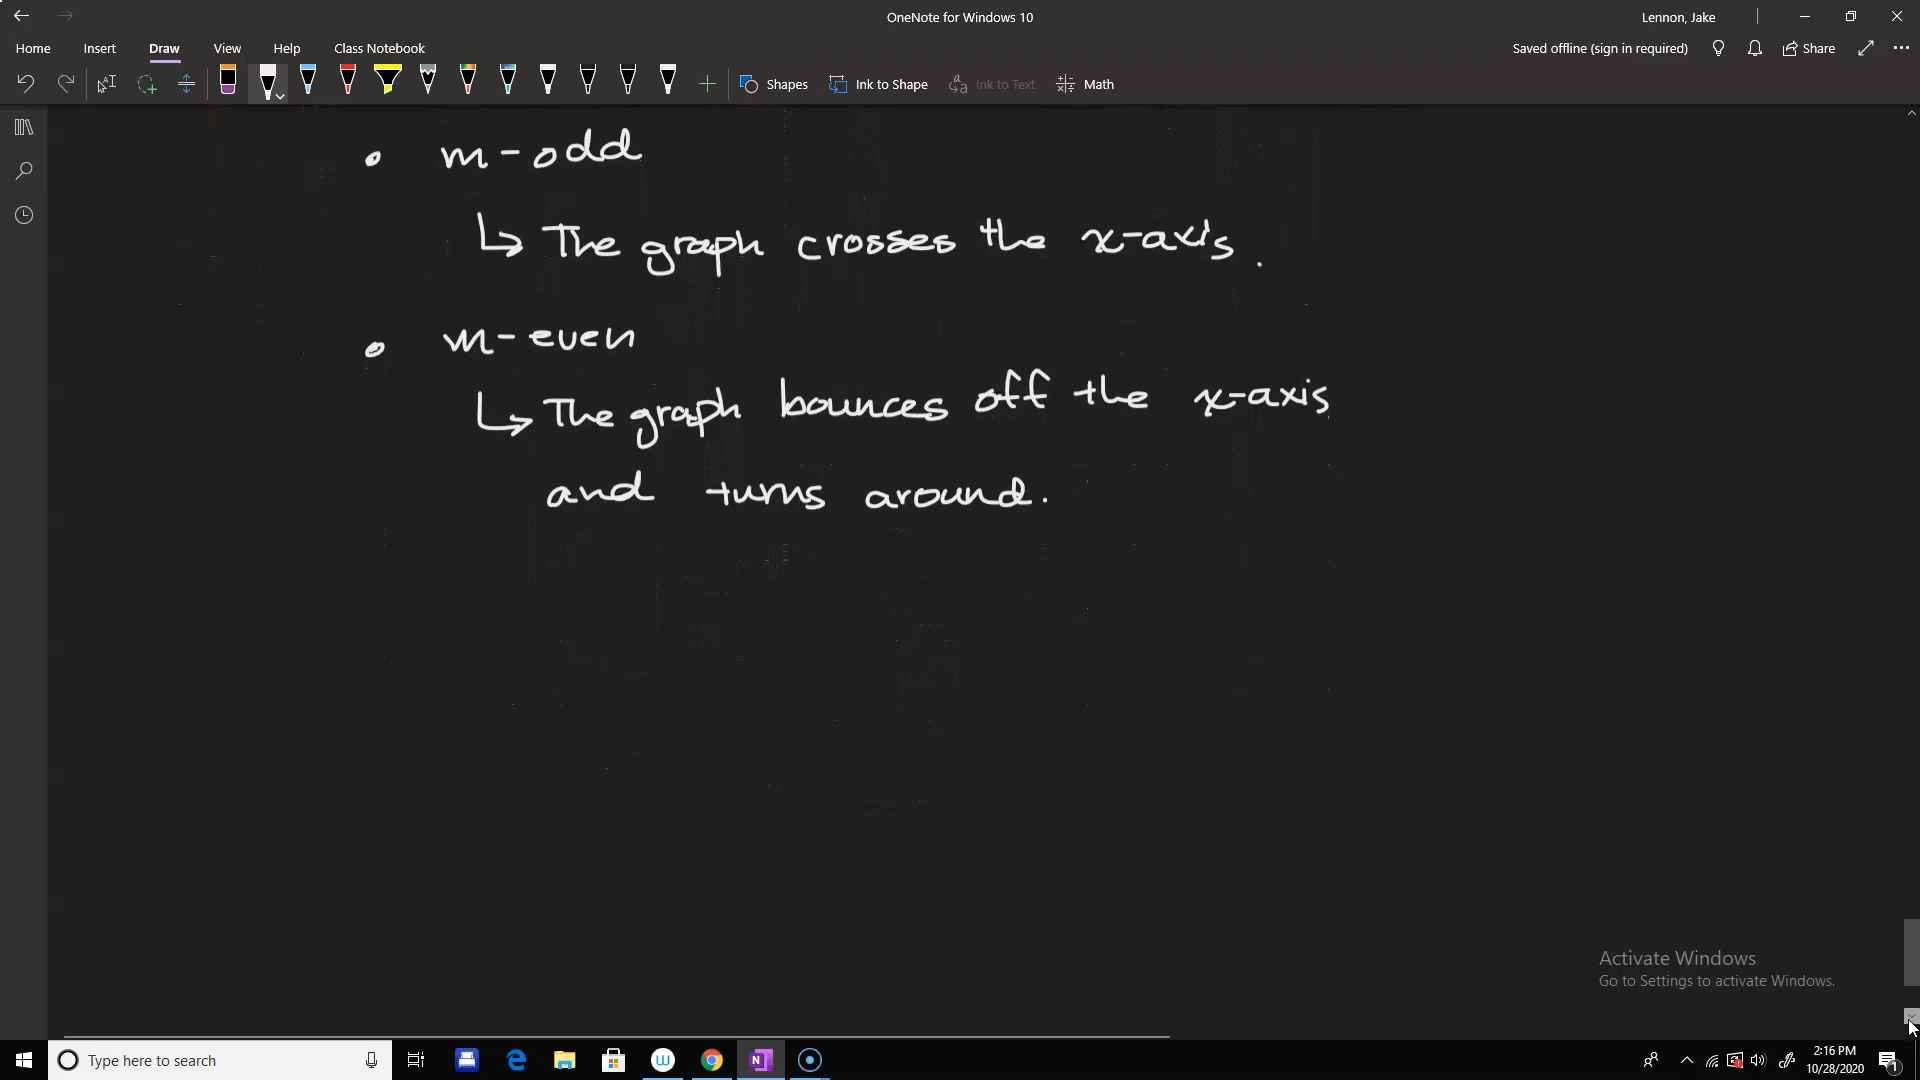 OneNote for Windows 10
Lennon, Jake
Home Insert Draw View Help Class Notebook
Saved offline (sign in required) Share
Shapes Ink to Shape Ink to Text Math
• m-odd
↳ The graph crosses the x-axis.
• m-even
↳ The graph bounces off the x-axis
and turns around.
Activate Windows
Go to Settings to activate Windows.
Type here to search
2:16 PM
10/28/2020
1